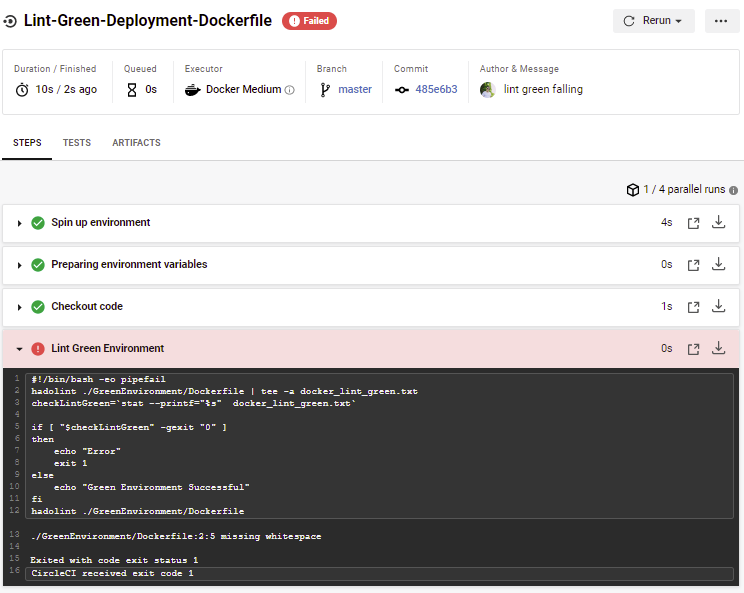 Lint-Green-Deployment-Dockerfile
Failed
Rerun
Duration / Finished
10s / 2s ago
Queued
0s
Executor
Docker Medium
Branch
master
Commit
485e6b3
Author & Message
lint green falling
STEPS
TESTS
ARTIFACTS
1 / 4 parallel runs
Spin up environment
4s
Preparing environment variables
0s
Checkout code
1s
Lint Green Environment
0s
1 #!/bin/bash -eo pipefail
2 hadolint ./GreenEnvironment/Dockerfile | tee -a docker_lint_green.txt
3 checkLintGreen=`stat --printf="%s"  docker_lint_green.txt`
4
5 if [ "$checkLintGreen" -gexit "0" ]
6 then
7     echo "Error"
8     exit 1
9 else
10     echo "Green Environment Successful"
11 fi
12 hadolint ./GreenEnvironment/Dockerfile
13 ./GreenEnvironment/Dockerfile:2:5 missing whitespace
14
15 Exited with code exit status 1
16 CircleCI received exit code 1